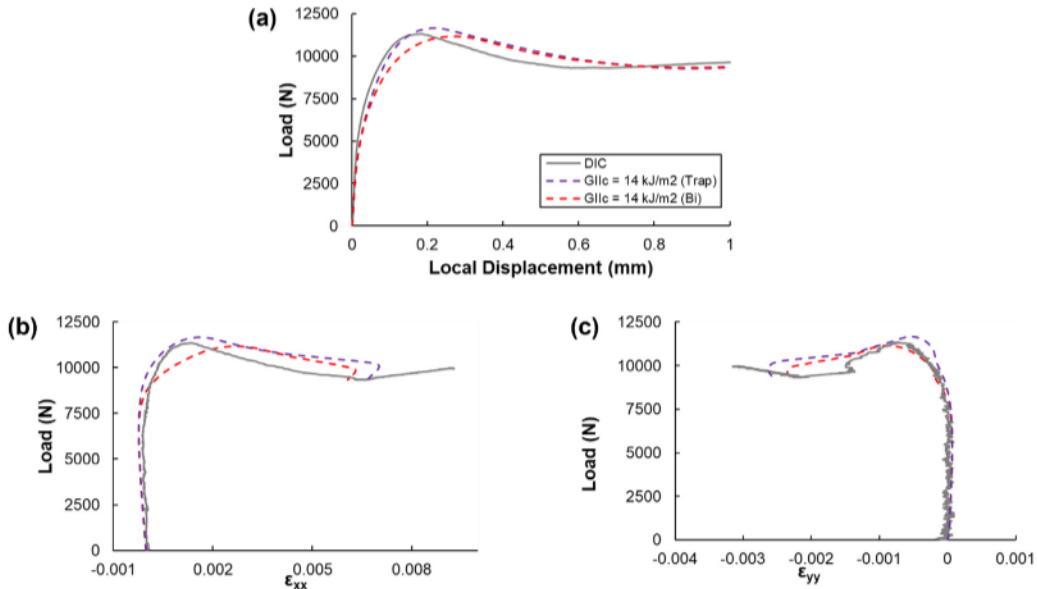 (a)
12500
10000
7500
5000
2500
0
Load (N)
DIC
GIIc = 14 kJ/m2 (Trap)
GIIc = 14 kJ/m2 (Bi)
0 0.2 0.4 0.6 0.8 1
Local Displacement (mm)
(b)
12500
10000
7500
5000
2500
0
Load (N)
-0.001 0.002 0.005 0.008
εxx
(c)
12500
10000
7500
5000
2500
0
Load (N)
-0.004 -0.003 -0.002 -0.001 0 0.001
εyy